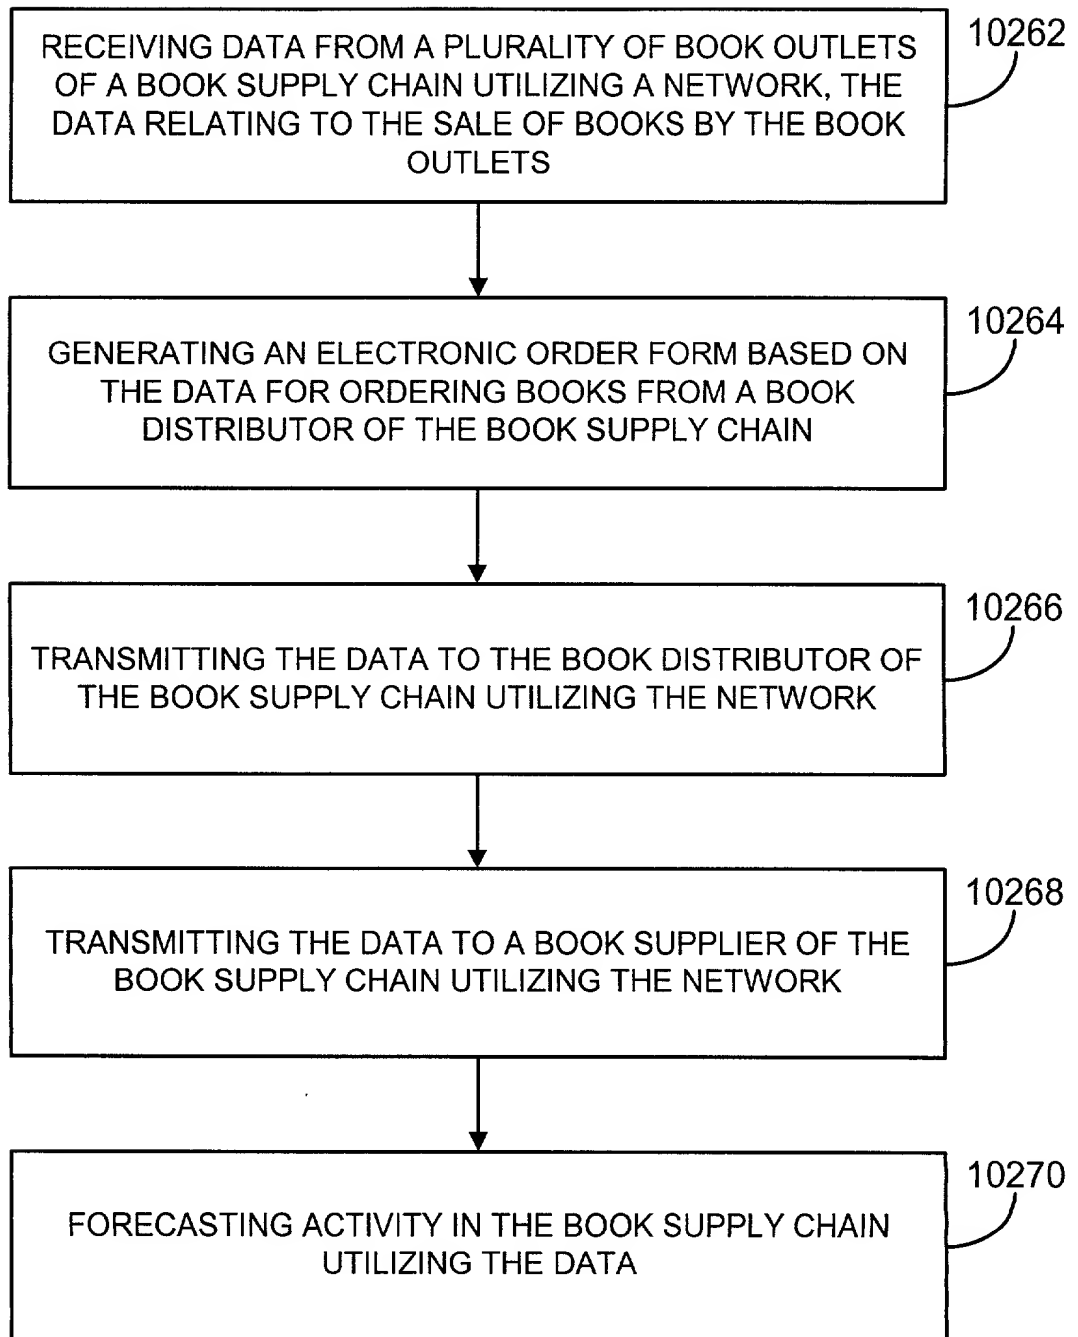 RECEIVING DATA FROM A PLURALITY OF BOOK OUTLETS
OF A BOOK SUPPLY CHAIN UTILIZING A NETWORK, THE
DATA RELATING TO THE SALE OF BOOKS BY THE BOOK
OUTLETS
10262
GENERATING AN ELECTRONIC ORDER FORM BASED ON
THE DATA FOR ORDERING BOOKS FROM A BOOK
DISTRIBUTOR OF THE BOOK SUPPLY CHAIN
10264
TRANSMITTING THE DATA TO THE BOOK DISTRIBUTOR OF
THE BOOK SUPPLY CHAIN UTILIZING THE NETWORK
10266
TRANSMITTING THE DATA TO A BOOK SUPPLIER OF THE
BOOK SUPPLY CHAIN UTILIZING THE NETWORK
10268
FORECASTING ACTIVITY IN THE BOOK SUPPLY CHAIN
UTILIZING THE DATA
10270